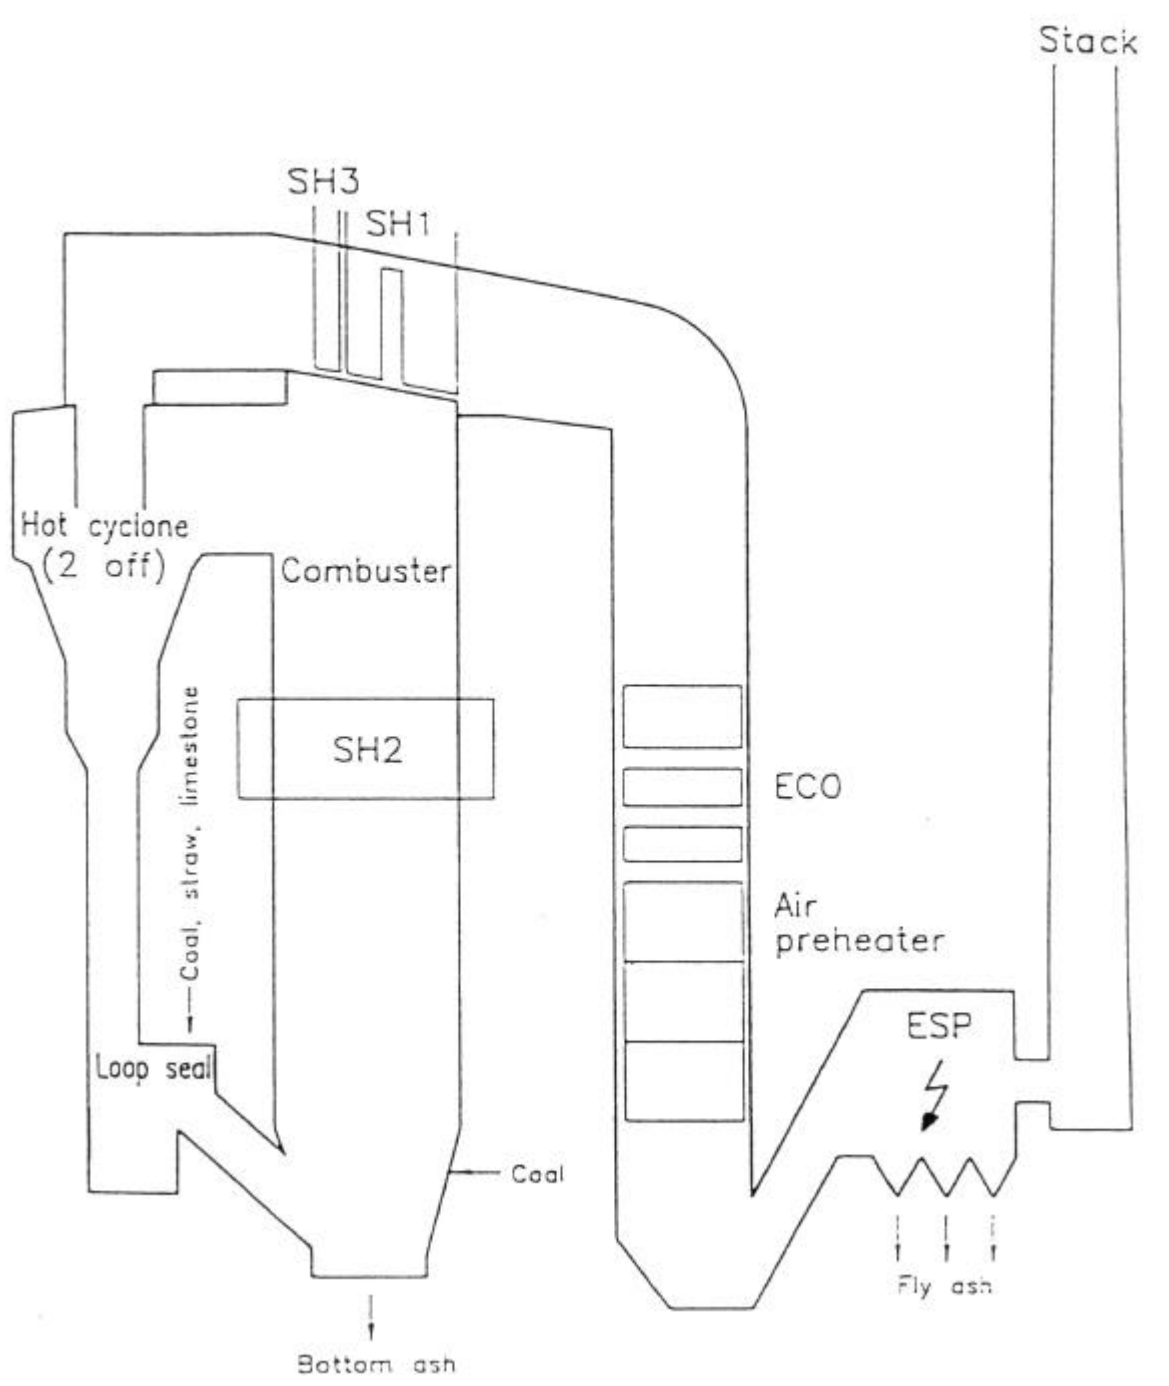 Stack
SH3
SH1
Hot cyclone
(2 off)
Combuster
SH2
Coal, straw, limestone
ECO
Air
preheater
ESP
Loop seal
Coal
Fly ash
Bottom ash